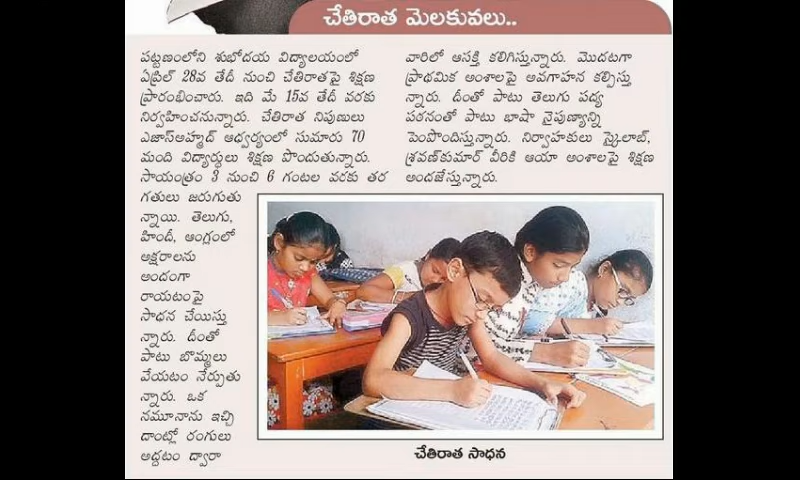 చేతిరాత మెలకువలు..
పట్టణంలోని శుభోదయ విద్యాలయంలో
ఏప్రిల్ 28వ తేదీ నుంచి చేతిరాతపై శిక్షణ
ప్రారంభించారు. ఇది మే 15వ తేదీ వరకు
నిర్వహించనున్నారు. చేతిరాత నిపుణులు
ఎజాస్అహ్మద్ ఆధ్వర్యంలో సుమారు 70
మంది విద్యార్థులు శిక్షణ పొందుతున్నారు.
సాయంత్రం 3 నుంచి 6 గంటల వరకు తర
గతులు జరుగుతు
న్నాయి. తెలుగు,
హిందీ, ఆంగ్లంలో
అక్షరాలను
అందంగా
రాయటంపై
సాధన చేయిస్తు
న్నారు. దీంతో
పాటు బొమ్మలు
వేయటం నేర్పుతు
న్నారు. ఒక
నమూనాను ఇచ్చి
దాంట్లో రంగులు
అద్దటం ద్వారా
వారిలో ఆసక్తి కలిగిస్తున్నారు. మొదటగా
ప్రాథమిక అంశాలపై అవగాహన కల్పిస్తు
న్నారు. దీంతో పాటు తెలుగు పద్య
పఠనంతో పాటు భాషా నైపుణ్యాన్ని
పెంపొందిస్తున్నారు. నిర్వాహకులు స్కైలాబ్,
శ్రవణ్‌కుమార్ వీరికి ఆయా అంశాలపై శిక్షణ
అందజేస్తున్నారు.
చేతిరాత సాధన